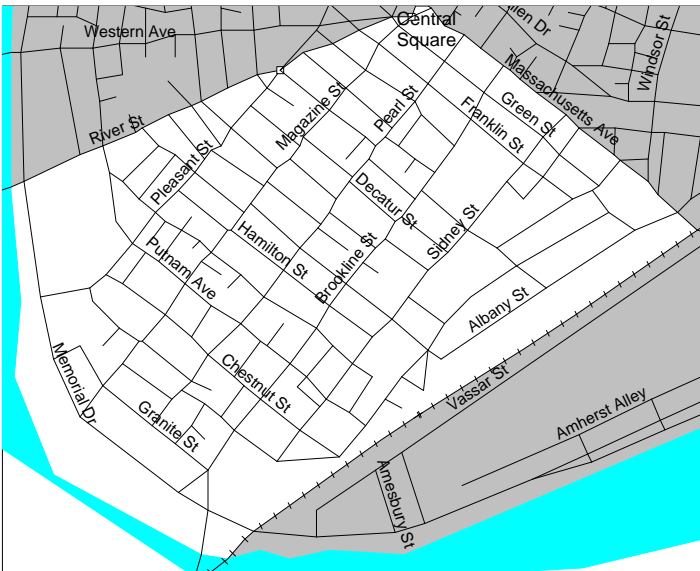 Central
Square
Western Ave
llen Dr
Windsor St
Massachusetts Ave
River St
Magazine St
Pearl St
Green St
Franklin St
Pleasant St
Decatur St
Sidney St
Hamilton St
Putnam Ave
Brookline St
Albany St
Memorial Dr
Chestnut St
Vassar St
Granite St
Amherst Alley
Amesbury St